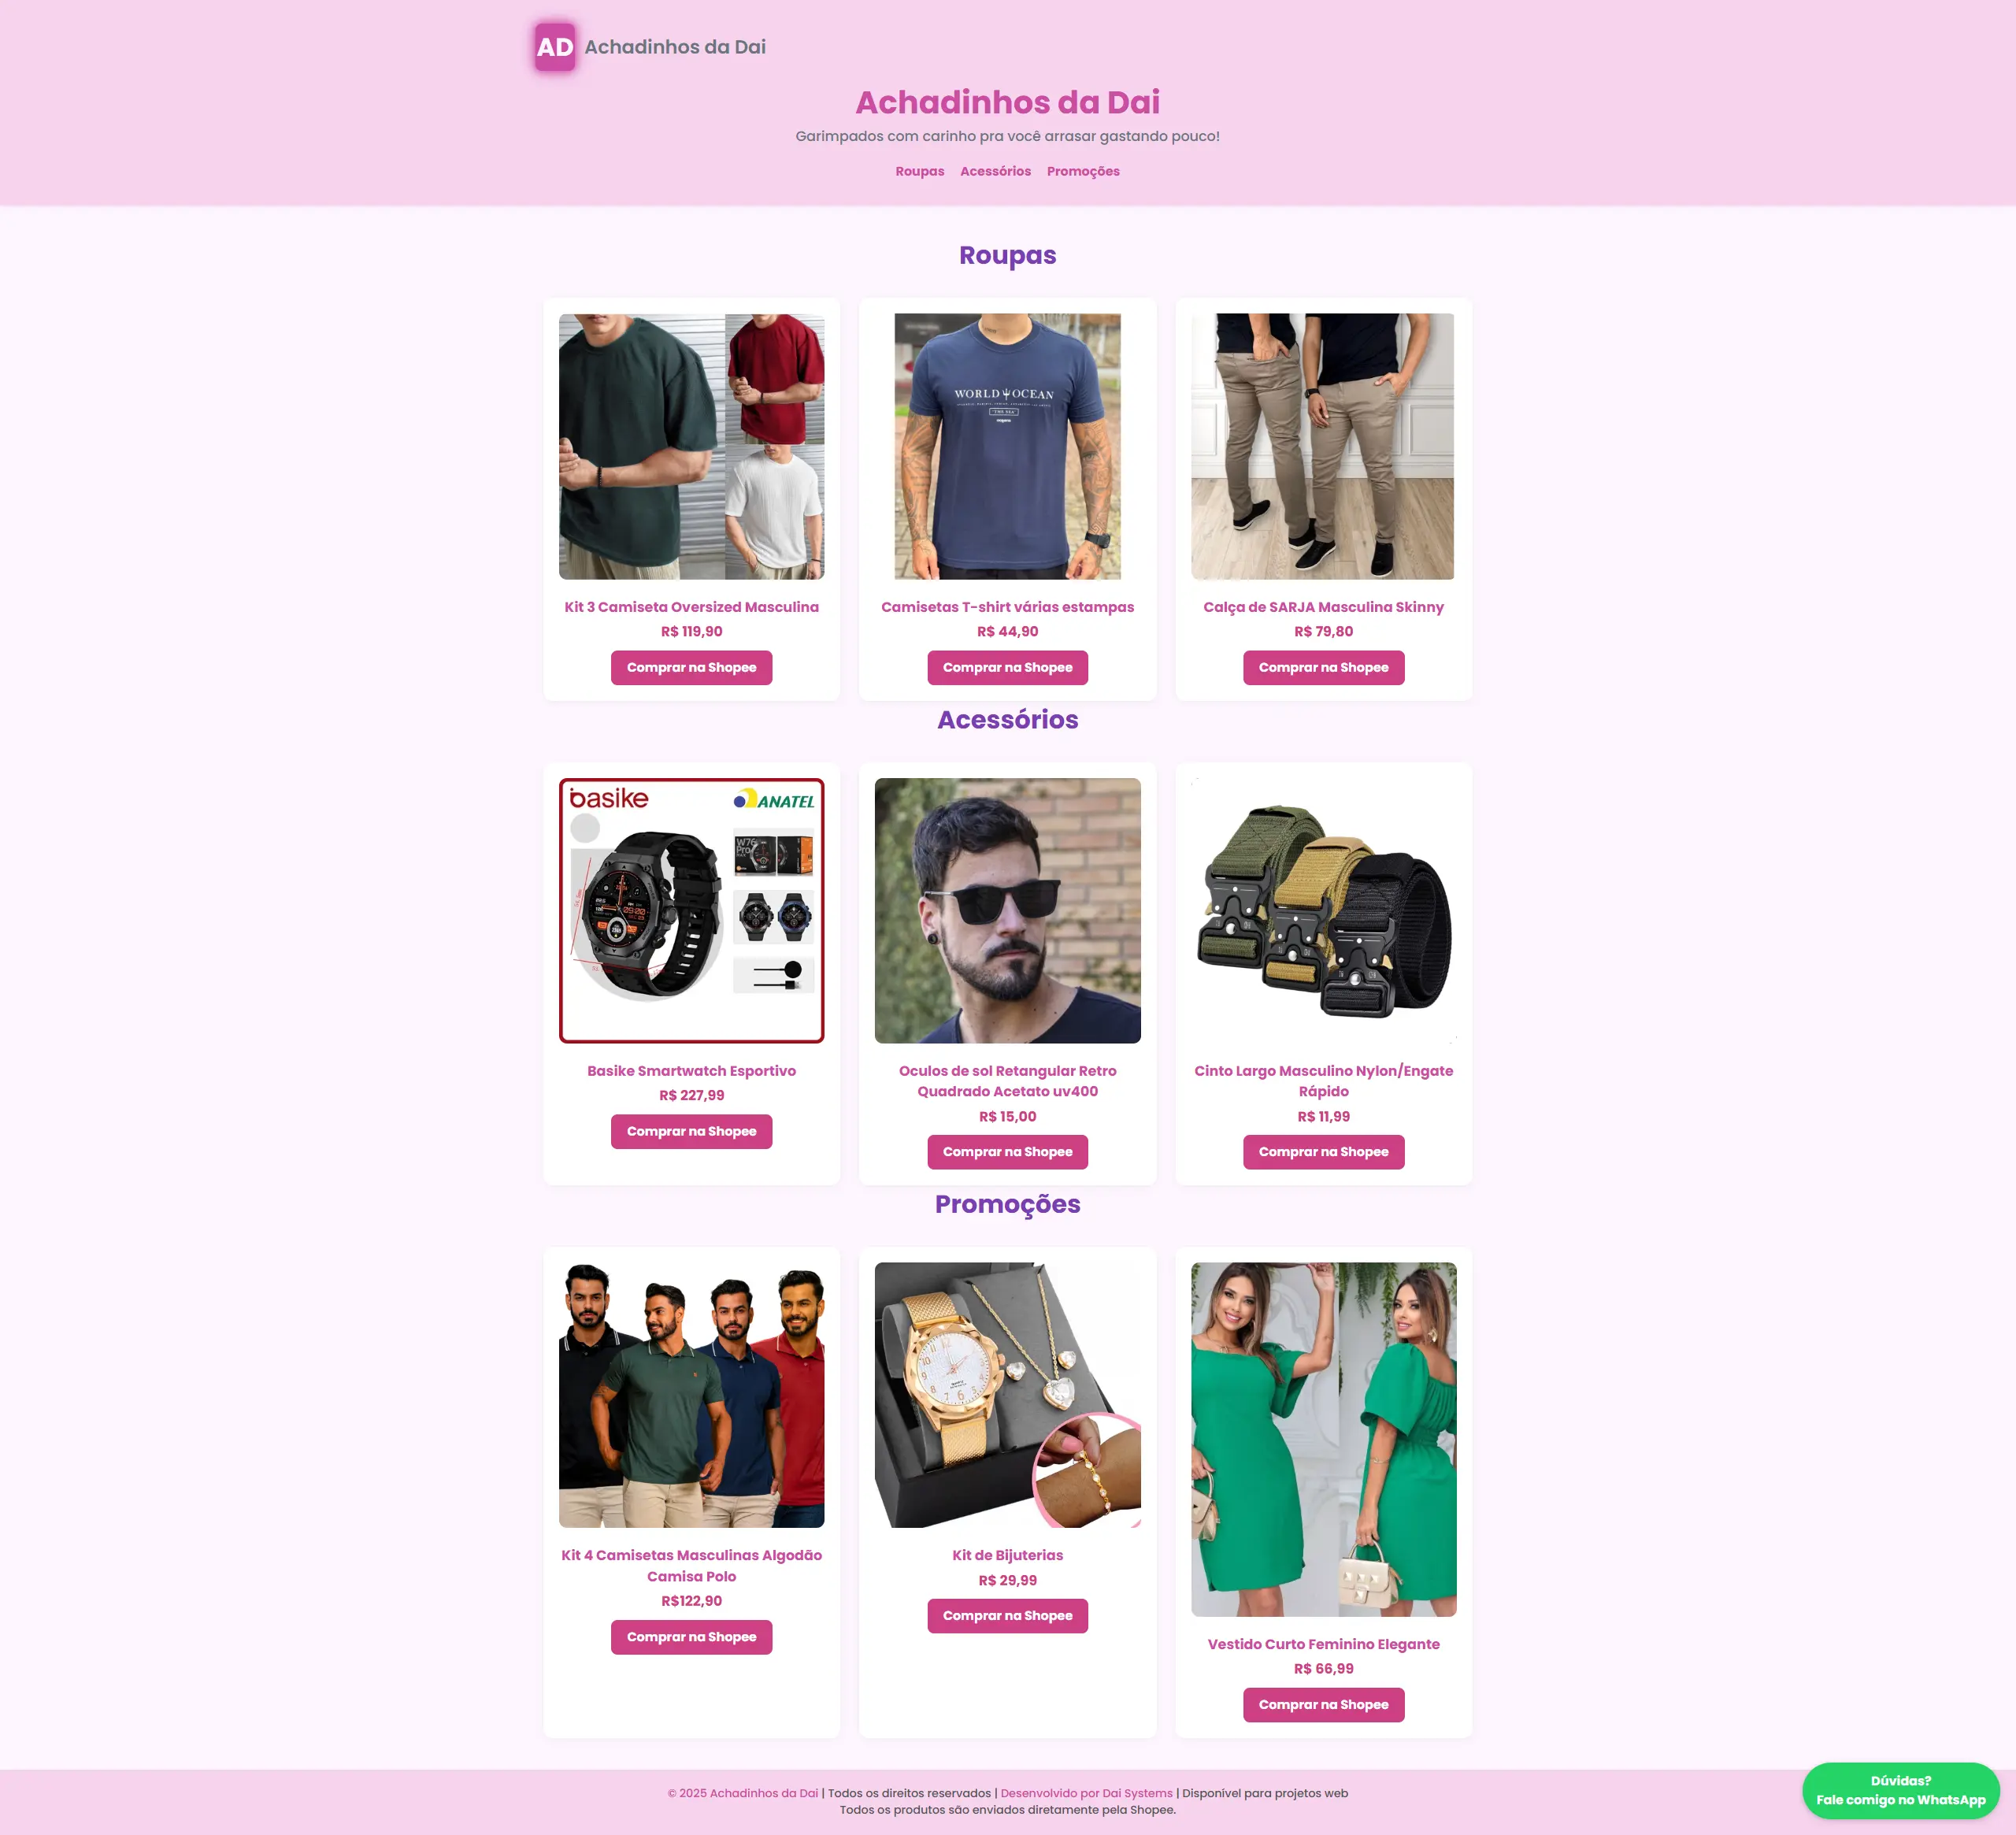 AD Achadinhos da Dai
Achadinhos da Dai
Garimpados com carinho pra você arrasar gastando pouco!
Roupas Acessórios Promoções
Roupas
WORLD OCEAN
Kit 3 Camiseta Oversized Masculina
R$ 119,90
Comprar na Shopee
Camisetas T-shirt várias estampas
R$ 44,90
Comprar na Shopee
Calça de SARJA Masculina Skinny
R$ 79,80
Comprar na Shopee
Acessórios
basike
ANATEL
W76
Pro
09:00
Basike Smartwatch Esportivo
R$ 227,99
Comprar na Shopee
Oculos de sol Retangular Retro
Quadrado Acetato uv400
R$ 15,00
Comprar na Shopee
Cinto Largo Masculino Nylon/Engate
Rápido
R$ 11,99
Comprar na Shopee
Promoções
Kit 4 Camisetas Masculinas Algodão
Camisa Polo
R$122,90
Comprar na Shopee
Kit de Bijuterias
R$ 29,99
Comprar na Shopee
Vestido Curto Feminino Elegante
R$ 66,99
Comprar na Shopee
© 2025 Achadinhos da Dai | Todos os direitos reservados | Desenvolvido por Dai Systems | Disponível para projetos web
Todos os produtos são enviados diretamente pela Shopee.
Dúvidas?
Fale comigo no WhatsApp